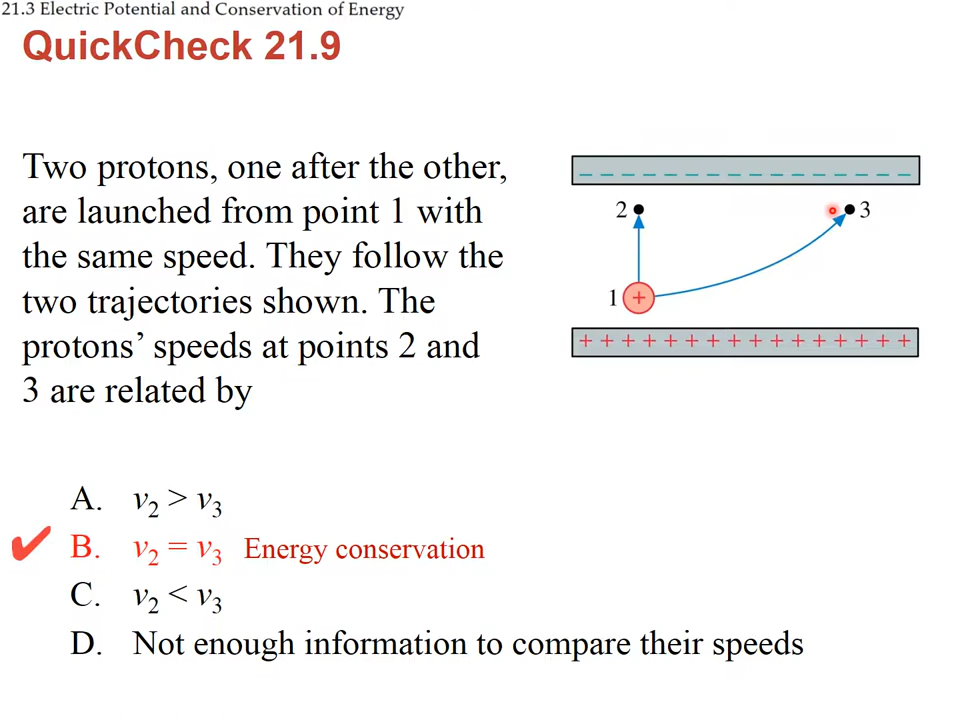 21.3 Electric Potential and Conservation of Energy
QuickCheck 21.9
Two protons, one after the other,
are launched from point 1 with
the same speed. They follow the
two trajectories shown. The
protons’ speeds at points 2 and
3 are related by
– – – – – – – – – – – – – – – –
2
3
1 +
+ + + + + + + + + + + + + + + +
A. v₂ > v₃
✔ B. v₂ = v₃ Energy conservation
C. v₂ < v₃
D. Not enough information to compare their speeds